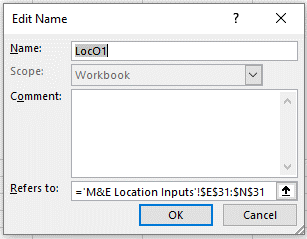 Edit Name ? ×
Name: LocO1
Scope: Workbook
Comment:
Refers to: ='M&E Location Inputs'!$E$31:$N$31
OK Cancel